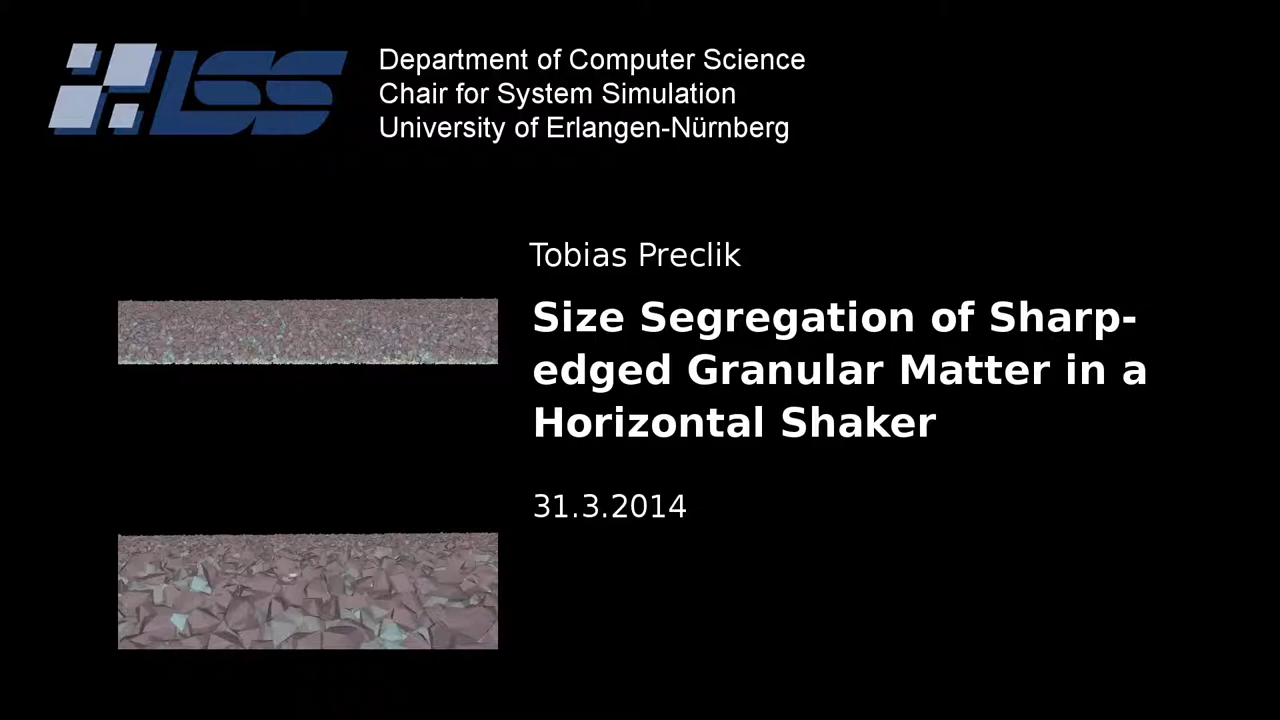 LSS
Department of Computer Science
Chair for System Simulation
University of Erlangen-Nürnberg
Tobias Preclik
Size Segregation of Sharp-
edged Granular Matter in a
Horizontal Shaker
31.3.2014